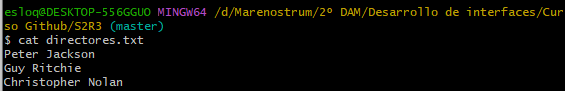 esloq@DESKTOP-556GGUO MINGW64 /d/Marenostrum/2º DAM/Desarrollo de interfaces/Cur
so Github/S2R3 (master)
$ cat directores.txt
Peter Jackson
Guy Ritchie
Christopher Nolan